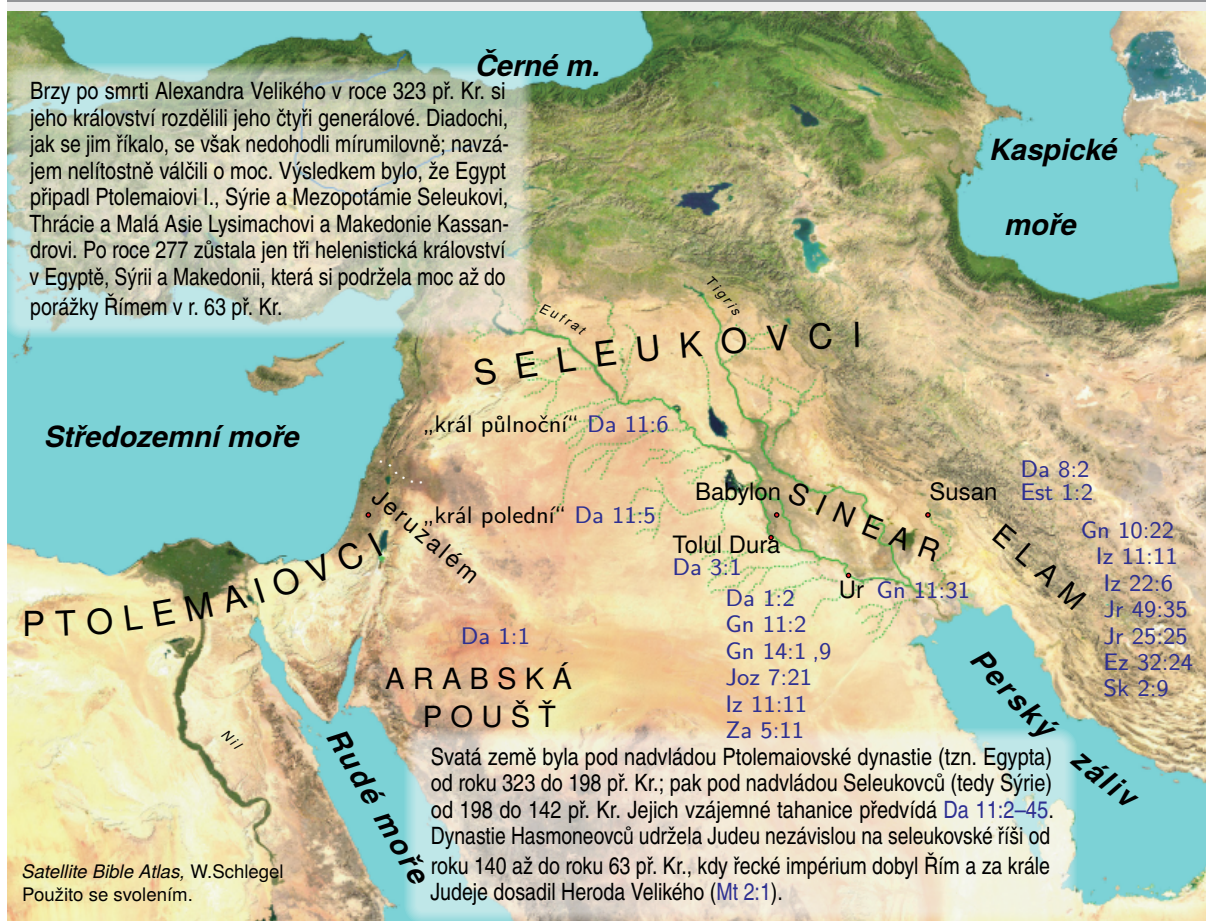 Černé m.
Brzy po smrti Alexandra Velikého v roce 323 př. Kr. si
jeho království rozdělili jeho čtyři generálové. Diadochi,
jak se jim říkalo, se však nedohodli mírumilovně; navzá-
jem nelítostně válčili o moc. Výsledkem bylo, že Egypt
připadl Ptolemaiovi I., Sýrie a Mezopotámie Seleukovi,
Thrácie a Malá Asie Lysimachovi a Makedonie Kassan-
drovi. Po roce 277 zůstala jen tři helenistická království
v Egyptě, Sýrii a Makedonii, která si podržela moc až do
porážky Římem v r. 63 př. Kr.
Kaspické
moře
Eufrat
Tigris
SELEUKOVCI
Středozemní moře
„král půlnoční“ Da 11:6
Jeruzalém
„král polední“ Da 11:5
Babylon
SINEAR
Susan
Da 8:2
Est 1:2
ELAM
Gn 10:22
Iz 11:11
Iz 22:6
Jr 49:35
Jr 25:25
Ez 32:24
Sk 2:9
Tolul Dura
Da 3:1
Ur Gn 11:31
PTOLEMAIOVCI
Da 1:2
Gn 11:2
Gn 14:1 ,9
Joz 7:21
Iz 11:11
Za 5:11
Da 1:1
ARABSKÁ
POUŠŤ
Nil
Rudé moře
Perský záliv
Svatá země byla pod nadvládou Ptolemaiovské dynastie (tzn. Egypta)
od roku 323 do 198 př. Kr.; pak pod nadvládou Seleukovců (tedy Sýrie)
od 198 do 142 př. Kr. Jejich vzájemné tahanice předvídá Da 11:2–45.
Dynastie Hasmoneovců udržela Judeu nezávislou na seleukovské říši od
roku 140 až do roku 63 př. Kr., kdy řecké impérium dobyl Řím a za krále
Judeje dosadil Heroda Velikého (Mt 2:1).
Satellite Bible Atlas, W.Schlegel
Použito se svolením.